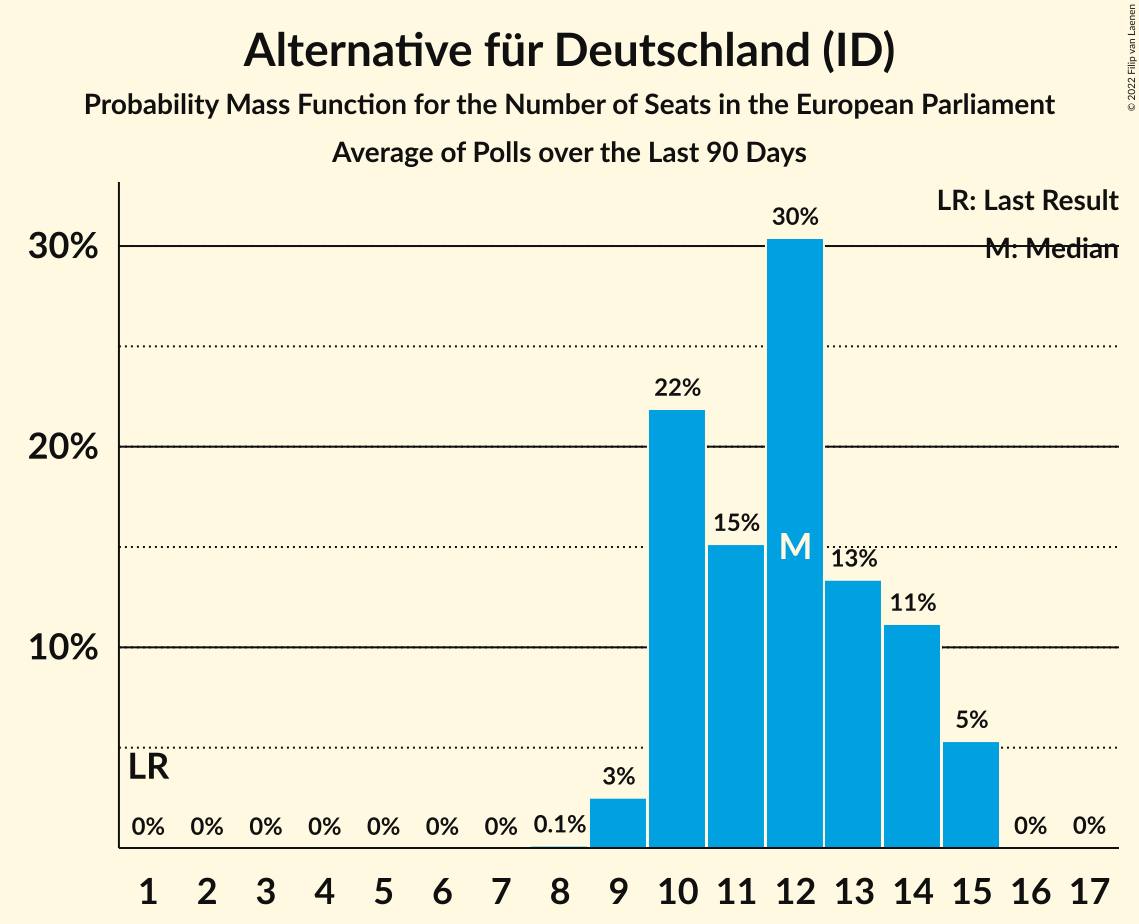 Alternative für Deutschland (ID)
Probability Mass Function for the Number of Seats in the European Parliament
Average of Polls over the Last 90 Days
© 2022 Filip van Laenen
LR: Last Result
M: Median
30%
20%
10%
30%
22%
15%
M
13%
11%
5%
LR
3%
0% 0% 0% 0% 0% 0% 0% 0.1% 0% 0%
1 2 3 4 5 6 7 8 9 10 11 12 13 14 15 16 17